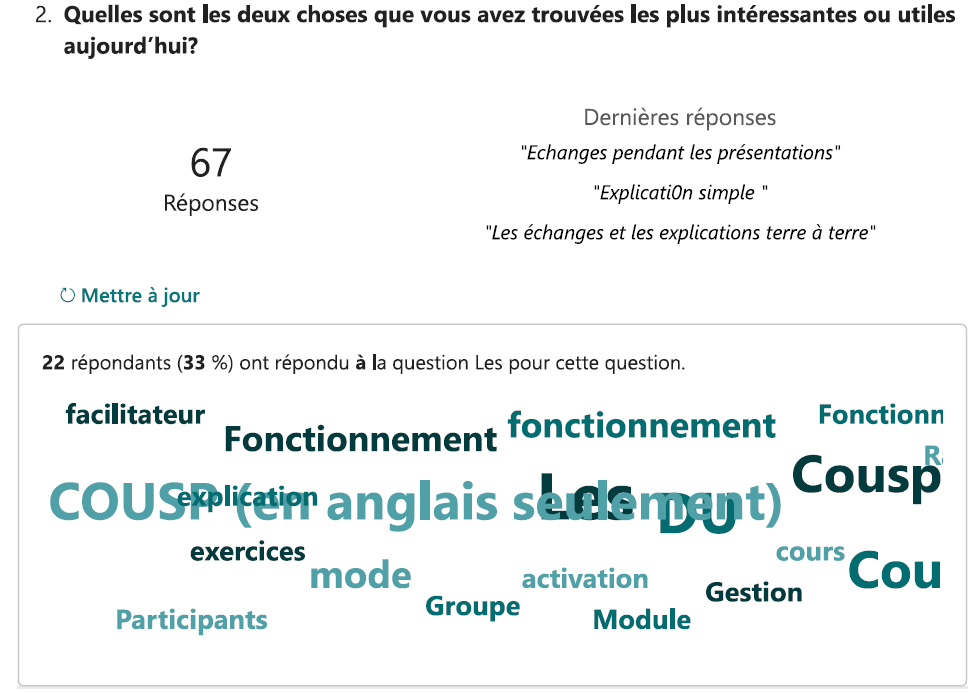 2. Quelles sont les deux choses que vous avez trouvées les plus intéressantes ou utiles
aujourd'hui?
Dernières réponses
67
Réponses
"Echanges pendant les présentations"
"Explicati0n simple "
"Les échanges et les explications terre à terre"
Mettre à jour
22 répondants (33 %) ont répondu à la question Les pour cette question.
facilitateur
Fonctionnement
fonctionnement
Fonctionn
Cousp
COUSP (en anglais seulement)
explication
Les
DU
exercices
mode
activation
cours
Cou
Gestion
Groupe
Participants
Module